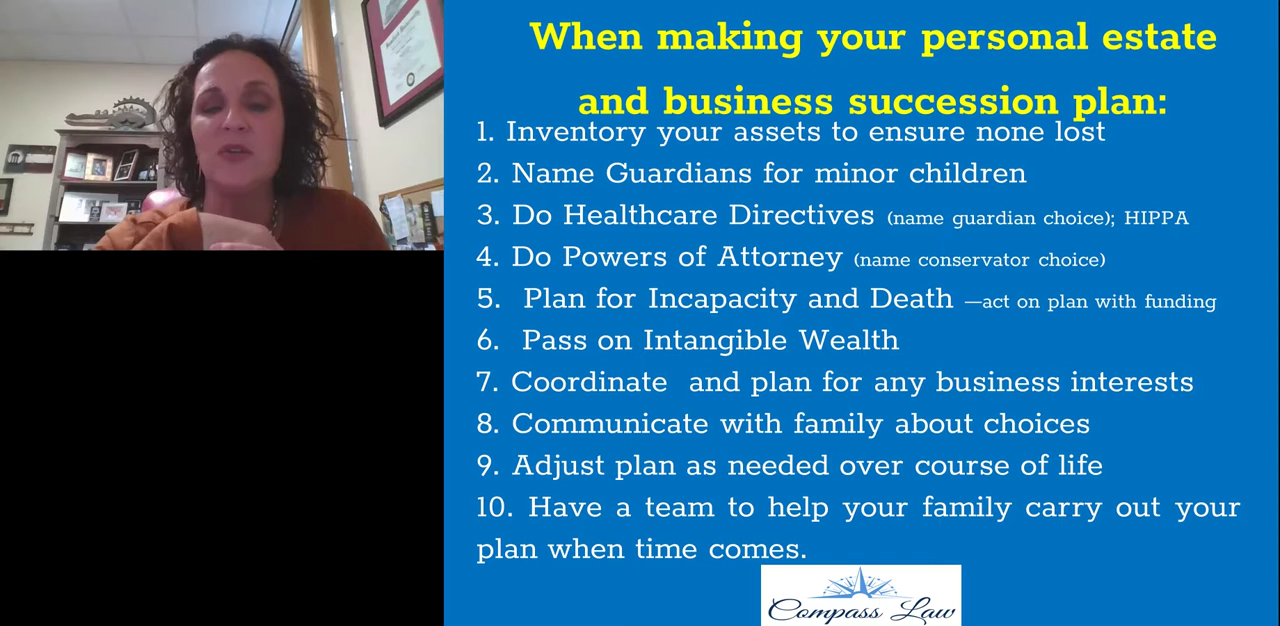 When making your personal estate
and business succession plan:
1. Inventory your assets to ensure none lost
2. Name Guardians for minor children
3. Do Healthcare Directives (name guardian choice); HIPPA
4. Do Powers of Attorney (name conservator choice)
5. Plan for Incapacity and Death —act on plan with funding
6. Pass on Intangible Wealth
7. Coordinate and plan for any business interests
8. Communicate with family about choices
9. Adjust plan as needed over course of life
10. Have a team to help your family carry out your
plan when time comes.
Compass Law